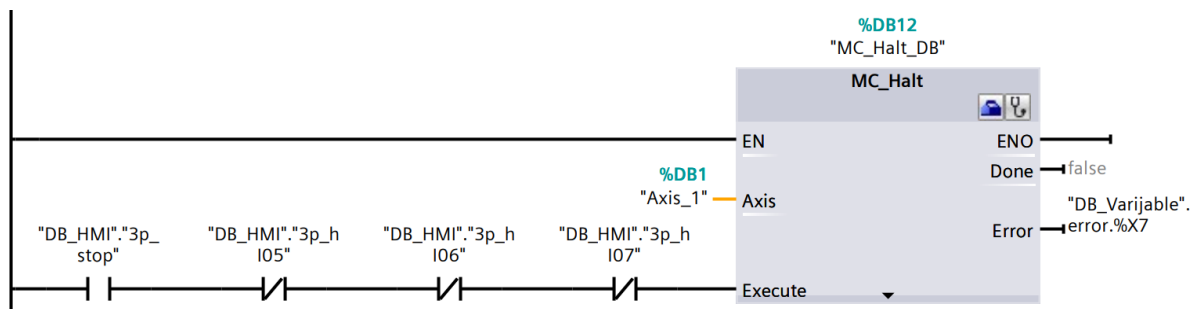 %DB12
"MC_Halt_DB"
MC_Halt
EN
ENO
%DB1
"Axis_1"
Axis
Done
false
"DB_Varijable".
error.%X7
Error
"DB_HMI"."3p_
stop"
"DB_HMI"."3p_h
I05"
"DB_HMI"."3p_h
I06"
"DB_HMI"."3p_h
I07"
Execute